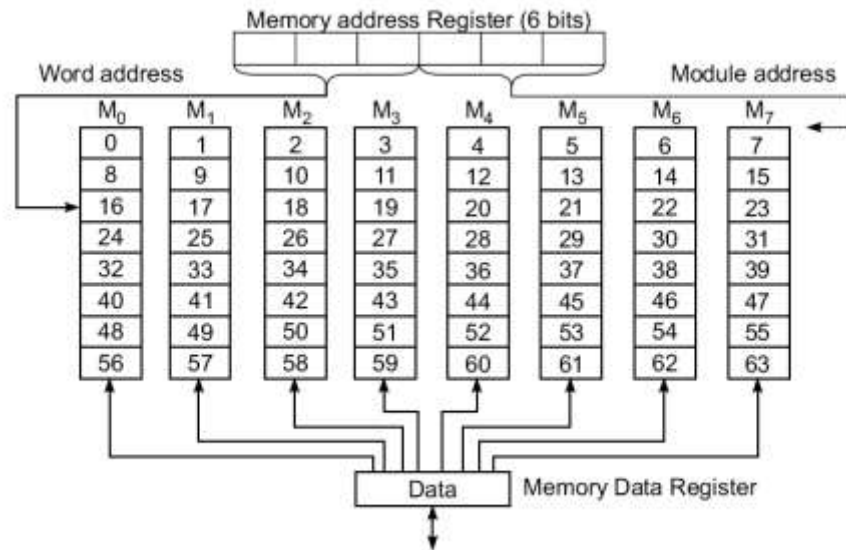 Memory address Register (6 bits)
Word address
Module address
M0 M1 M2 M3 M4 M5 M6 M7
0 1 2 3 4 5 6 7
8 9 10 11 12 13 14 15
16 17 18 19 20 21 22 23
24 25 26 27 28 29 30 31
32 33 34 35 36 37 38 39
40 41 42 43 44 45 46 47
48 49 50 51 52 53 54 55
56 57 58 59 60 61 62 63
Data
Memory Data Register